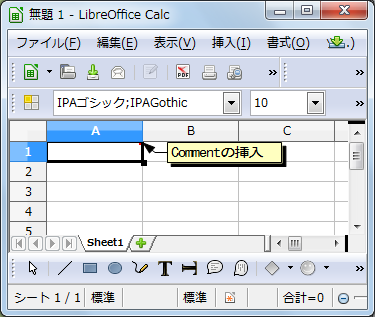 無題 1 - LibreOffice Calc
ファイル(F) 編集(E) 表示(V) 挿入(I) 書式(O) .)
PDF
IPAゴシック;IPAGothic 10
A B C
1 Commentの挿入
2
3
4
5
Sheet1
T
シート 1 / 1 標準 標準 合計=0